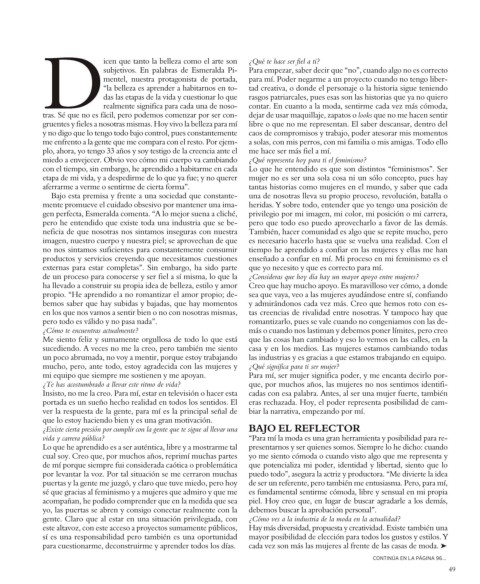 Dicen que tanto la belleza como el arte son
subjetivos. En palabras de Esmeralda Pi-
mentel, nuestra protagonista de portada,
“la belleza es aprender a habitarnos en to-
das las etapas de la vida y cuestionar lo que
realmente significa para cada una de noso-
tras. Sé que no es fácil, pero podemos comenzar por ser con-
gruentes y fieles a nosotras mismas. Hoy vivo la belleza para mí
y no digo que lo tengo todo bajo control, pues constantemente
me enfrento a la gente que me compara con el resto. Por ejem-
plo, ahora, yo tengo 33 años y soy testigo de la creencia ante el
miedo a envejecer. Obvio veo cómo mi cuerpo va cambiando
con el tiempo, sin embargo, he aprendido a habitarme en cada
etapa de mi vida, y a despedirme de lo que ya fue; y no querer
aferrarme a verme o sentirme de cierta forma”.
Bajo esta premisa y frente a una sociedad que constante-
mente promueve el cuidado obsesivo por mantener una ima-
gen perfecta, Esmeralda comenta. “A lo mejor suena a cliché,
pero he entendido que existe toda una industria que se be-
neficia de que nosotras nos sintamos inseguras con nuestra
imagen, nuestro cuerpo y nuestra piel; se aprovechan de que
no nos sintamos suficientes para constantemente consumir
productos y servicios creyendo que necesitamos cuestiones
externas para estar completas”. Sin embargo, ha sido parte
de un proceso para conocerse y ser fiel a sí misma, lo que la
ha llevado a construir su propia idea de belleza, estilo y amor
propio. “He aprendido a no romantizar el amor propio; de-
bemos saber que hay subidas y bajadas, que hay momentos
en los que nos vamos a sentir bien o no con nosotras mismas,
pero todo es válido y no pasa nada”.
¿Cómo te encuentras actualmente?
Me siento feliz y sumamente orgullosa de todo lo que está
sucediendo. A veces no me la creo, pero también me siento
un poco abrumada, no voy a mentir, porque estoy trabajando
mucho, pero, ante todo, estoy agradecida con las mujeres y
mi equipo que siempre me sostienen y me apoyan.
¿Te has acostumbrado a llevar este ritmo de vida?
Insisto, no me la creo. Para mí, estar en televisión o hacer esta
portada es un sueño hecho realidad en todos los sentidos. El
ver la respuesta de la gente, para mí es la principal señal de
que lo estoy haciendo bien y es una gran motivación.
¿Existe cierta presión por cumplir con la gente que te sigue al llevar una
vida y carrera pública?
Lo que he aprendido es a ser auténtica, libre y a mostrarme tal
cual soy. Creo que, por muchos años, reprimí muchas partes
de mí porque siempre fui considerada caótica o problemática
por levantar la voz. Por tal situación se me cerraron muchas
puertas y la gente me juzgó, y claro que tuve miedo, pero hoy
sé que gracias al feminismo y a mujeres que admiro y que me
acompañan, he podido comprender que en la medida que sea
yo, las puertas se abren y consigo conectar realmente con la
gente. Claro que al estar en una situación privilegiada, con
este altavoz, con este acceso a proyectos sumamente públicos,
sí es una responsabilidad pero también es una oportunidad
para cuestionarme, deconstruirme y aprender todos los días.
¿Qué te hace ser fiel a ti?
Para empezar, saber decir que “no”, cuando algo no es correcto
para mí. Poder negarme a un proyecto cuando no tengo liber-
tad creativa, o donde el personaje o la historia sigue teniendo
rasgos patriarcales, pues esas son las historias que ya no quiero
contar. En cuanto a la moda, sentirme cada vez más cómoda,
dejar de usar maquillaje, zapatos o looks que no me hacen sentir
libre o que no me representan. El saber descansar, dentro del
caos de compromisos y trabajo, poder atesorar mis momentos
a solas, con mis perros, con mi familia o mis amigas. Todo ello
me hace ser más fiel a mí.
¿Qué representa hoy para ti el feminismo?
Lo que he entendido es que son distintos “feminismos”. Ser
mujer no es ser una sola cosa ni un sólo concepto, pues hay
tantas historias como mujeres en el mundo, y saber que cada
una de nosotras lleva su propio proceso, revolución, batalla o
heridas. Y sobre todo, entender que yo tengo una posición de
privilegio por mi imagen, mi color, mi posición o mi carrera,
pero que todo eso puedo aprovecharlo a favor de las demás.
También, hacer comunidad es algo que se repite mucho, pero
es necesario hacerlo hasta que se vuelva una realidad. Con el
tiempo he aprendido a confiar en las mujeres y ellas me han
enseñado a confiar en mí. Mi proceso en mi feminismo es el
que yo necesito y que es correcto para mí.
¿Consideras que hoy día hay un mayor apoyo entre mujeres?
Creo que hay mucho apoyo. Es maravilloso ver cómo, a donde
sea que vaya, veo a las mujeres ayudándose entre sí, confiando
y admirándonos cada vez más. Creo que hemos roto con es-
tas creencias de rivalidad entre nosotras. Y tampoco hay que
romantizarlo, pues se vale cuando no congeniamos con las de-
más o cuando nos lastiman y debemos poner límites, pero creo
que las cosas han cambiado y eso lo vemos en las calles, en la
casa y en los medios. Las mujeres estamos cambiando todas
las industrias y es gracias a que estamos trabajando en equipo.
¿Qué significa para ti ser mujer?
Para mí, ser mujer significa poder, y me encanta decirlo por-
que, por muchos años, las mujeres no nos sentimos identifi-
cadas con esa palabra. Antes, al ser una mujer fuerte, también
eras rechazada. Hoy, el poder representa posibilidad de cam-
biar la narrativa, empezando por mí.
BAJO EL REFLECTOR
“Para mí la moda es una gran herramienta y posibilidad para re-
presentarnos y ser quienes somos. Siempre lo he dicho: cuando
yo me siento cómoda o cuando visto algo que me representa y
que potencializa mi poder, identidad y libertad, siento que lo
puedo todo”, asegura la actriz y productora. “Me divierte la idea
de ser un referente, pero también me entusiasma. Pero, para mí,
es fundamental sentirme cómoda, libre y sensual en mi propia
piel. Hoy creo que, en lugar de buscar agradarle a los demás,
debemos buscar la aprobación personal”.
¿Cómo ves a la industria de la moda en la actualidad?
Hay más diversidad, propuesta y creatividad. Existe también una
mayor posibilidad de elección para todos los gustos y estilos. Y
cada vez son más las mujeres al frente de las casas de moda. ➤
CONTINÚA EN LA PÁGINA 96...
49